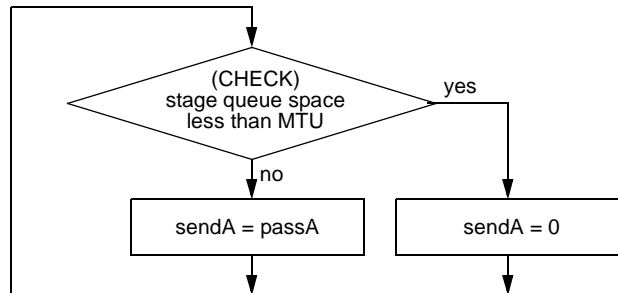 (CHECK)
stage queue space
less than MTU
yes
no
sendA = passA
sendA = 0